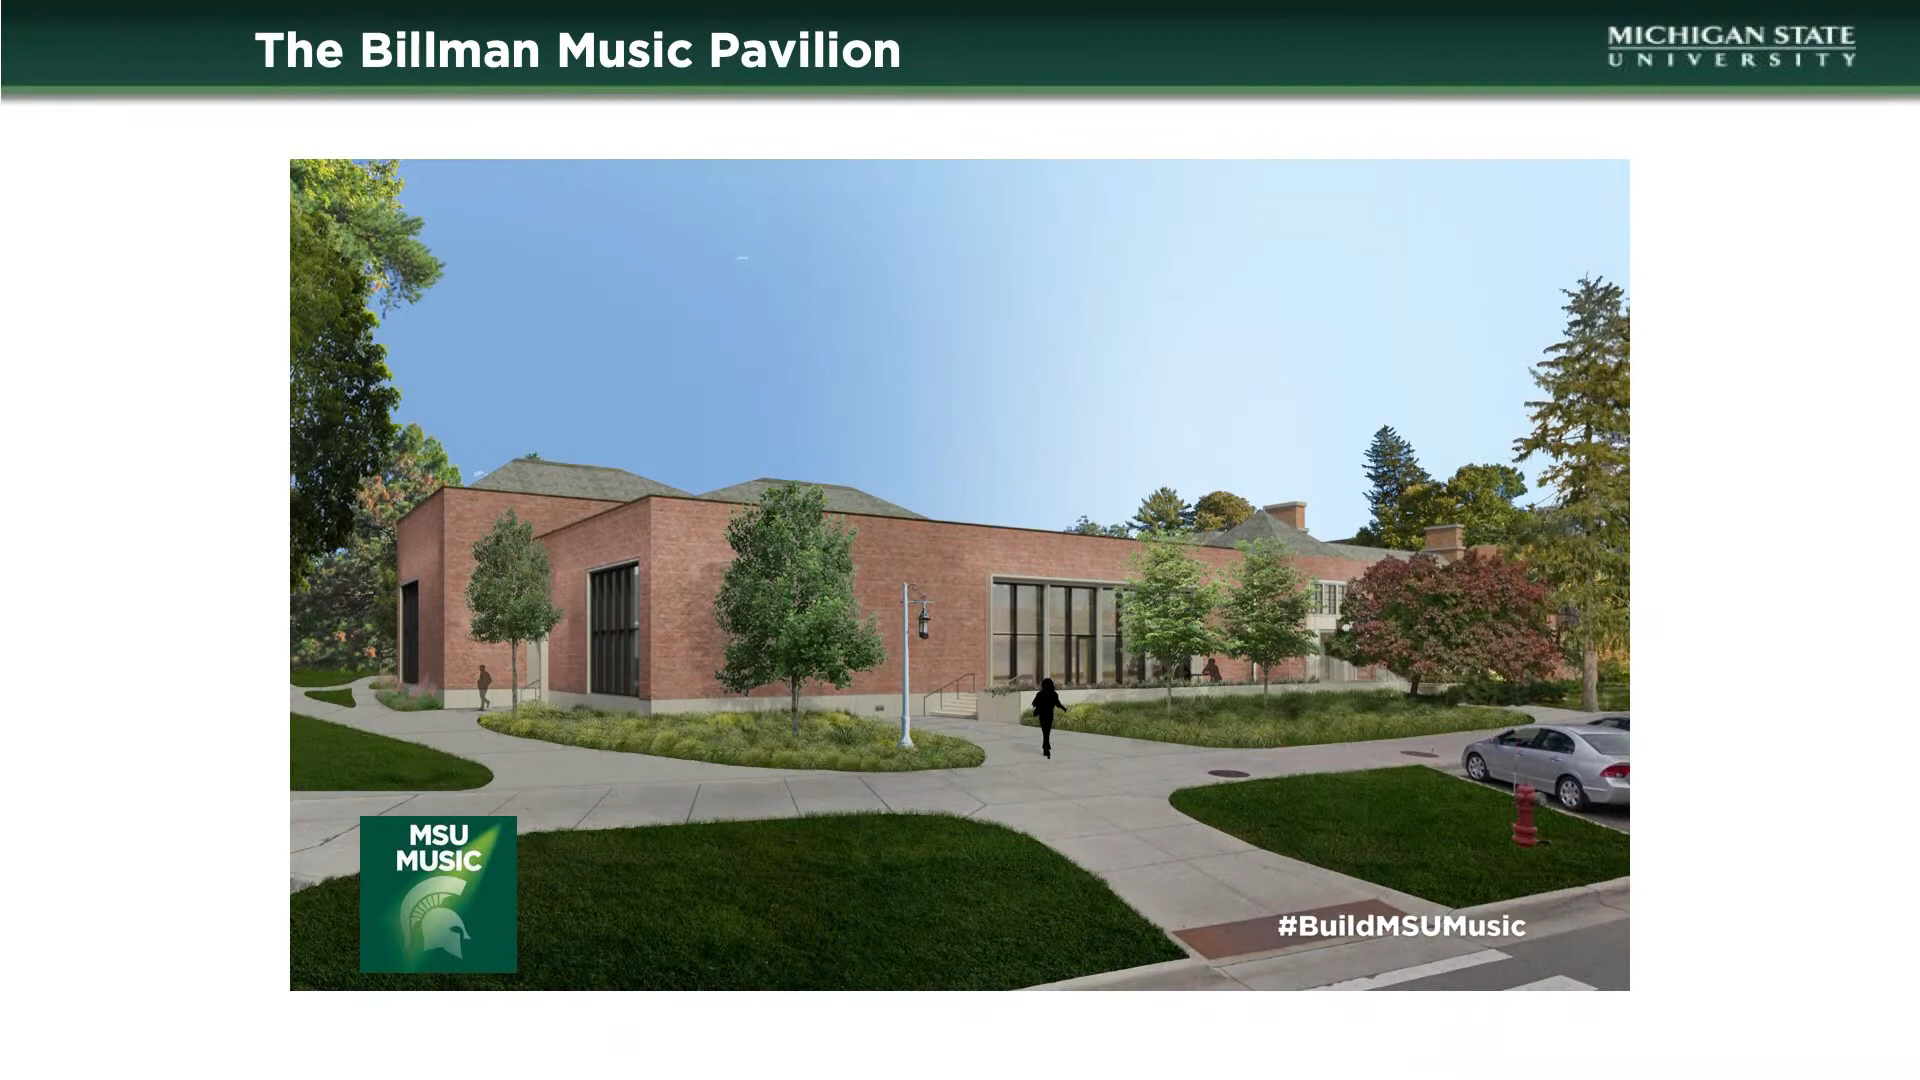 The Billman Music Pavilion
MICHIGAN STATE
UNIVERSITY
MSU
MUSIC
#BuildMSUMusic